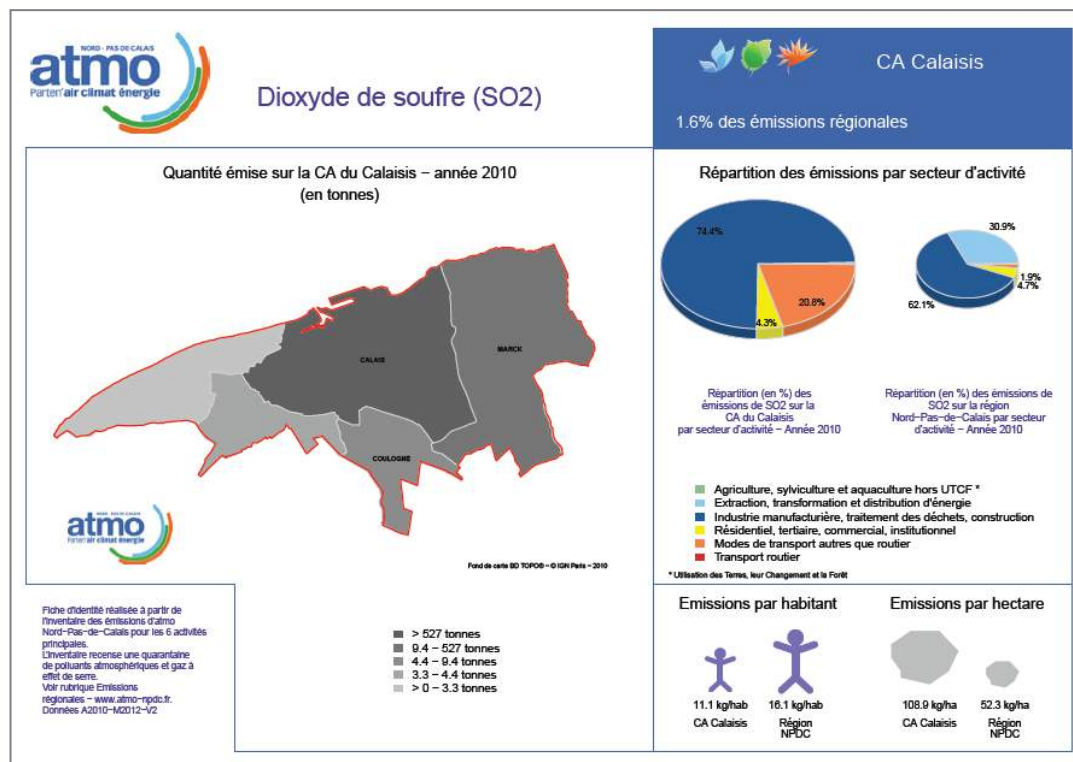 NORD - PAS DE CALAIS
atmo
Parten'air climat énergie
Dioxyde de soufre (SO2)
CA Calaisis
1.6% des émissions régionales
Quantité émise sur la CA du Calaisis – année 2010
(en tonnes)
CALAIS
MARCK
COULOGNE
NORD - PAS DE CALAIS
atmo
Parten'air climat énergie
Fond de carte BD TOPO® – © IGN Paris – 2010
Répartition des émissions par secteur d'activité
74.4%
20.8%
4.3%
30.9%
1.9%
4.7%
62.1%
Répartition (en %) des
émissions de SO2 sur la
CA du Calaisis
par secteur d'activité – Année 2010
Répartition (en %) des émissions de
SO2 sur la région
Nord-Pas-de-Calais par secteur
d'activité – Année 2010
Agriculture, sylviculture et aquaculture hors UTCF *
Extraction, transformation et distribution d'énergie
Industrie manufacturière, traitement des déchets, construction
Résidentiel, tertiaire, commercial, institutionnel
Modes de transport autres que routier
Transport routier
* Utilisation des Terres, leur Changement et la Forêt
Fiche d'identité réalisée à partir de
l'inventaire des émissions d'atmo
Nord-Pas-de-Calais pour les 6 activités
principales.
L'inventaire recense une quarantaine
de polluants atmosphériques et gaz à
effet de serre.
Voir rubrique Emissions
régionales – www.atmo-npdc.fr.
Données A2010-M2012-V2
> 527 tonnes
9.4 – 527 tonnes
4.4 – 9.4 tonnes
3.3 – 4.4 tonnes
> 0 – 3.3 tonnes
Emissions par habitant
11.1 kg/hab
CA Calaisis
16.1 kg/hab
Région
NPDC
Emissions par hectare
108.9 kg/ha
CA Calaisis
52.3 kg/ha
Région
NPDC